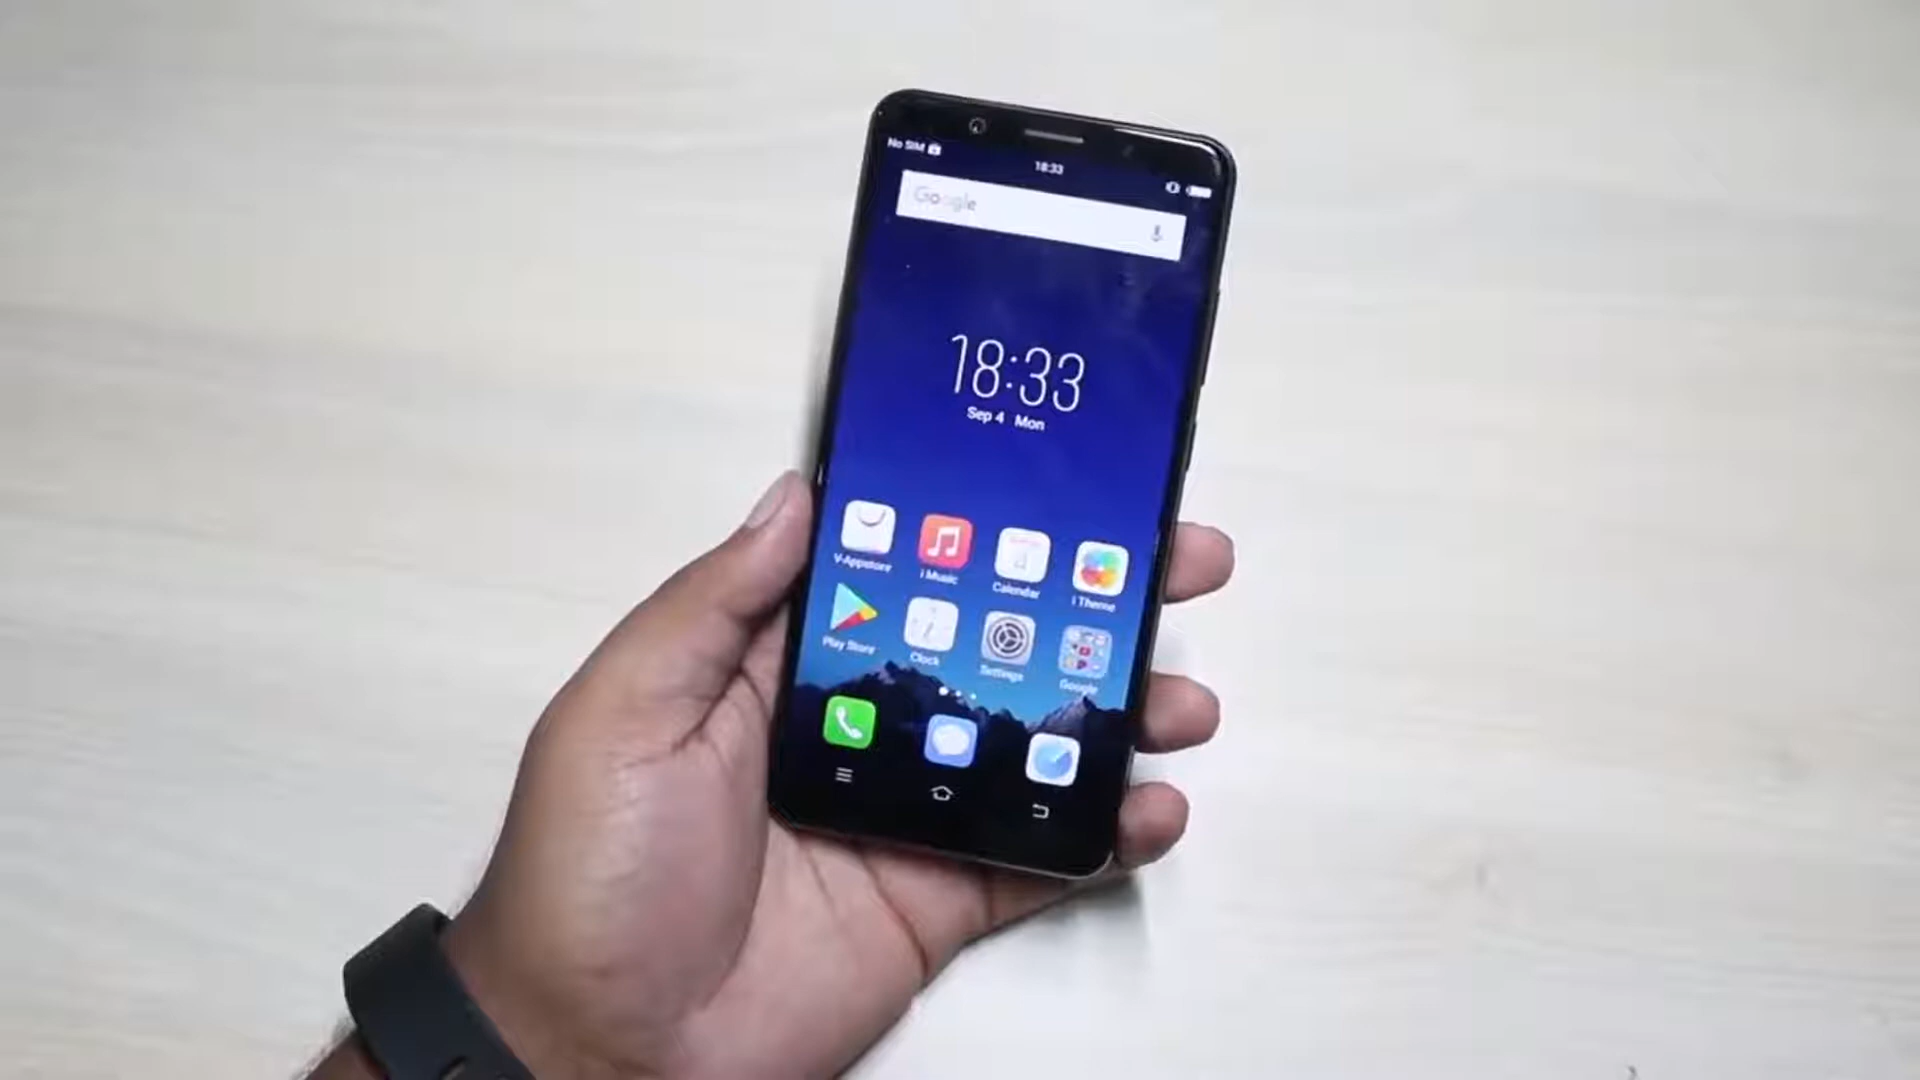 No SIM
18:33
Google
18:33
Sep 4 Mon
V-Appstore
i Music
Calendar
i Theme
Play Store
Clock
Settings
Google